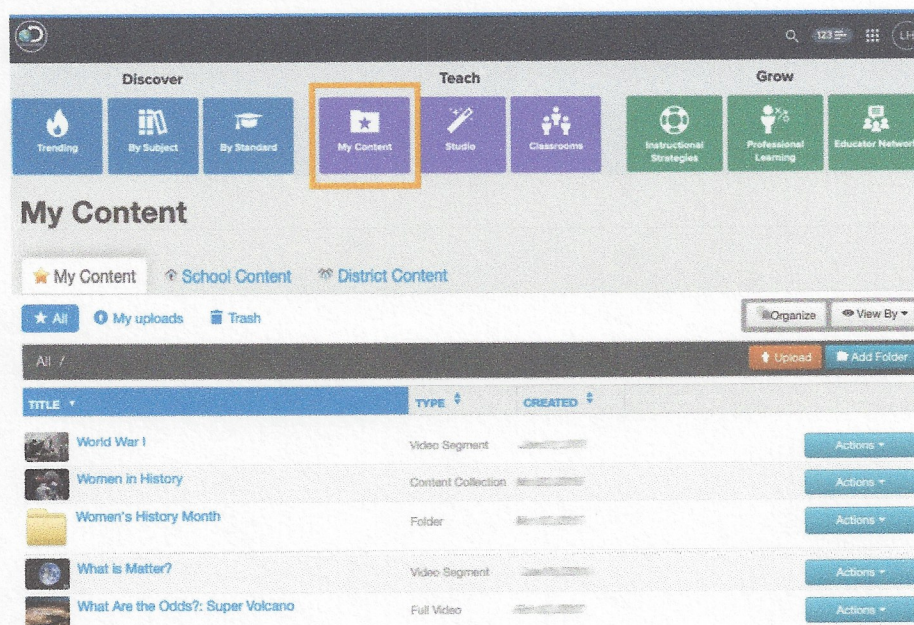 123
LH
Discover
Teach
Grow
Trending
By Subject
By Standard
My Content
Studio
Classrooms
Instructional
Strategies
Professional
Learning
Educator Network
My Content
My Content
School Content
District Content
All
My uploads
Trash
Organize
View By
All /
Upload
Add Folder
TITLE
TYPE
CREATED
World War I
Video Segment
Actions
Women in History
Content Collection
Actions
Women's History Month
Folder
Actions
What is Matter?
Video Segment
Actions
What Are the Odds?: Super Volcano
Full Video
Actions